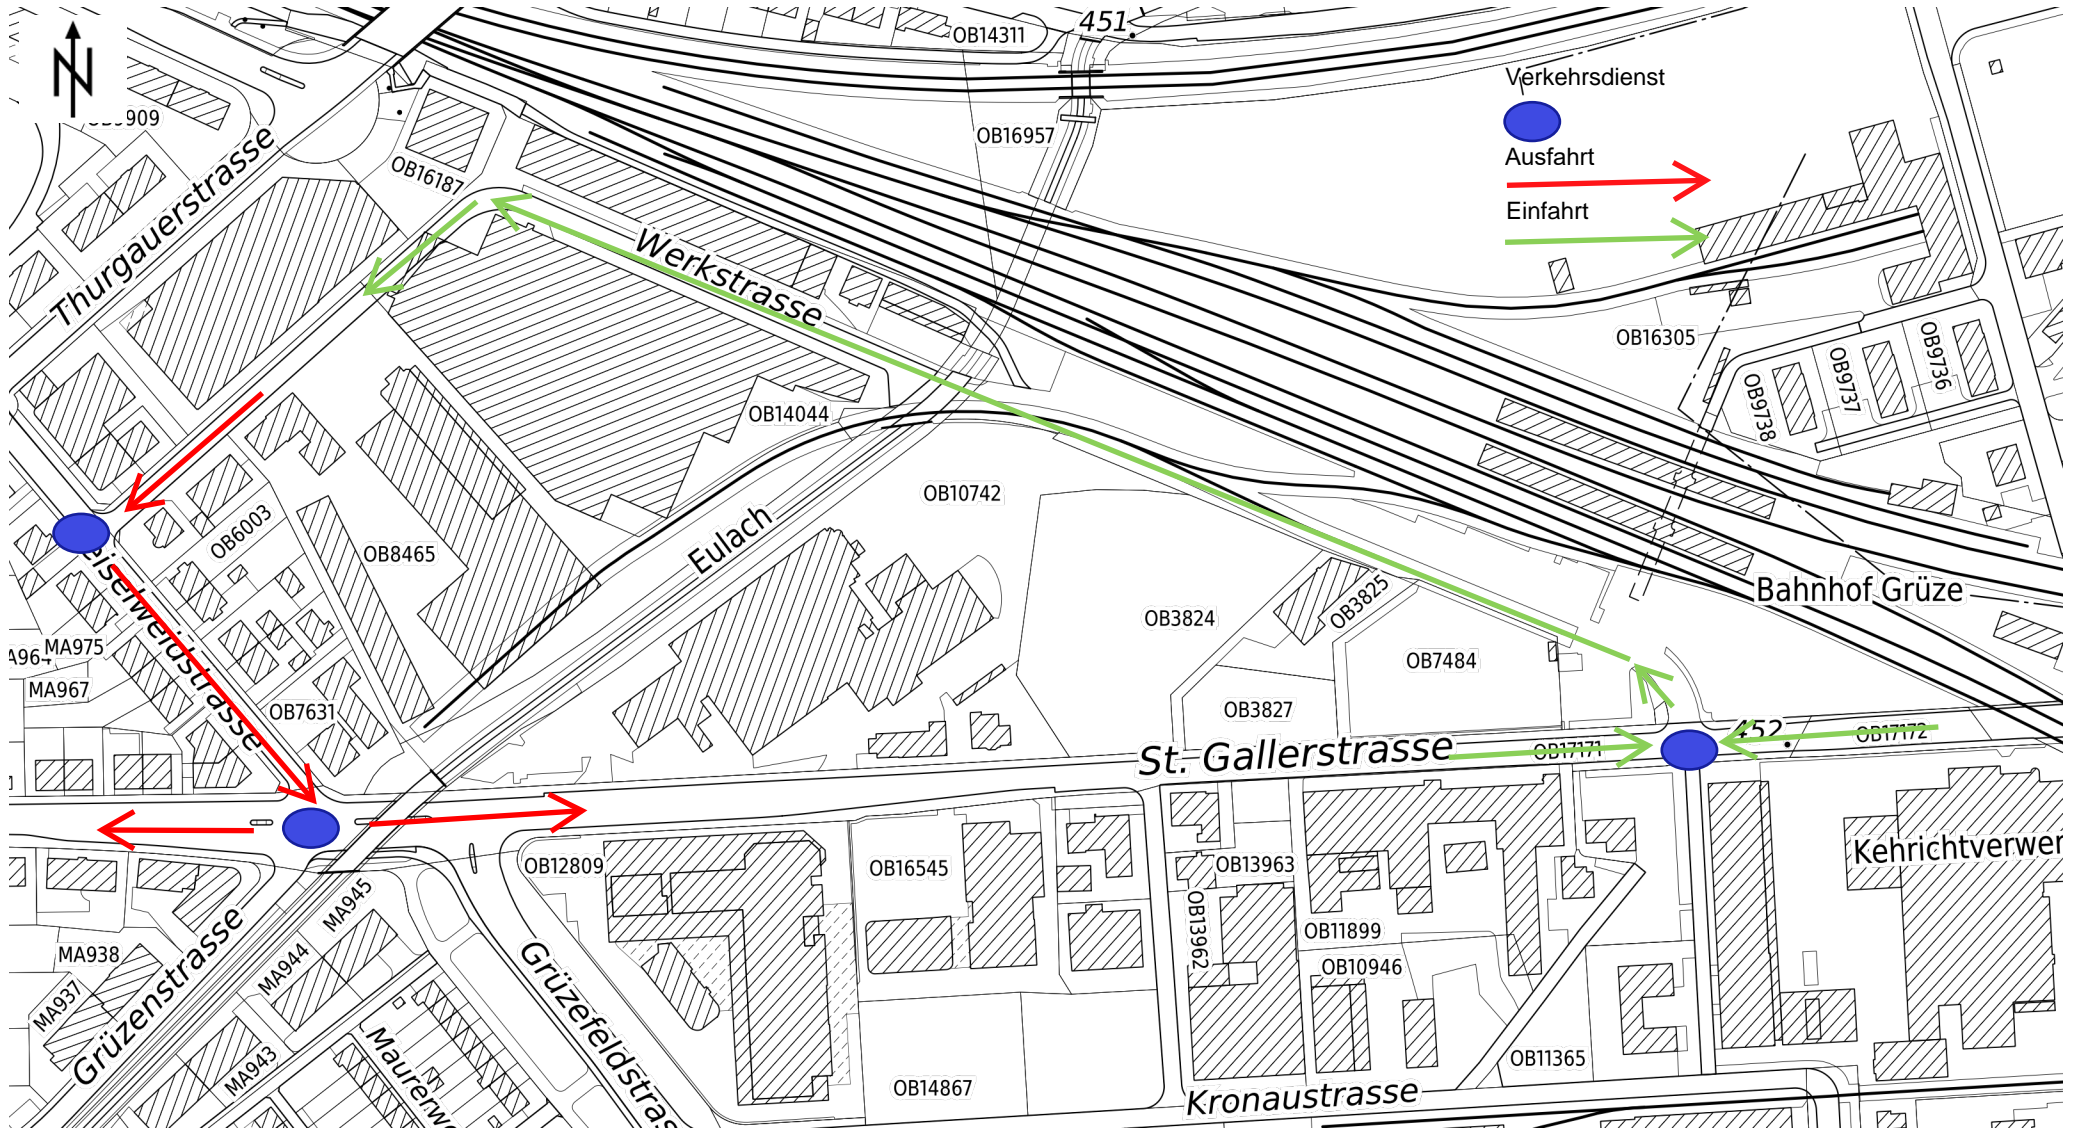 N
451
OB14311
Verkehrsdienst
OB16957
Ausfahrt
OB16187
Einfahrt
Thurgauerstrasse
Werkstrasse
OB16305
OB9736
OB9737
OB9738
OB14044
OB10742
Eulach
OB6003
OB8465
Bahnhof Grüze
OB3825
OB3824
MA975
MA967
OB7484
OB7631
OB3827
452
OB17172
St. Gallerstrasse
OB17171
Kehrichtverwer
OB12809
OB16545
OB13963
MA945
OB13962
OB11899
MA938
MA944
OB10946
MA937
Grüzenstrasse
Grüzefeldstras
MA943
Maurerw
OB11365
OB14867
Kronaustrasse